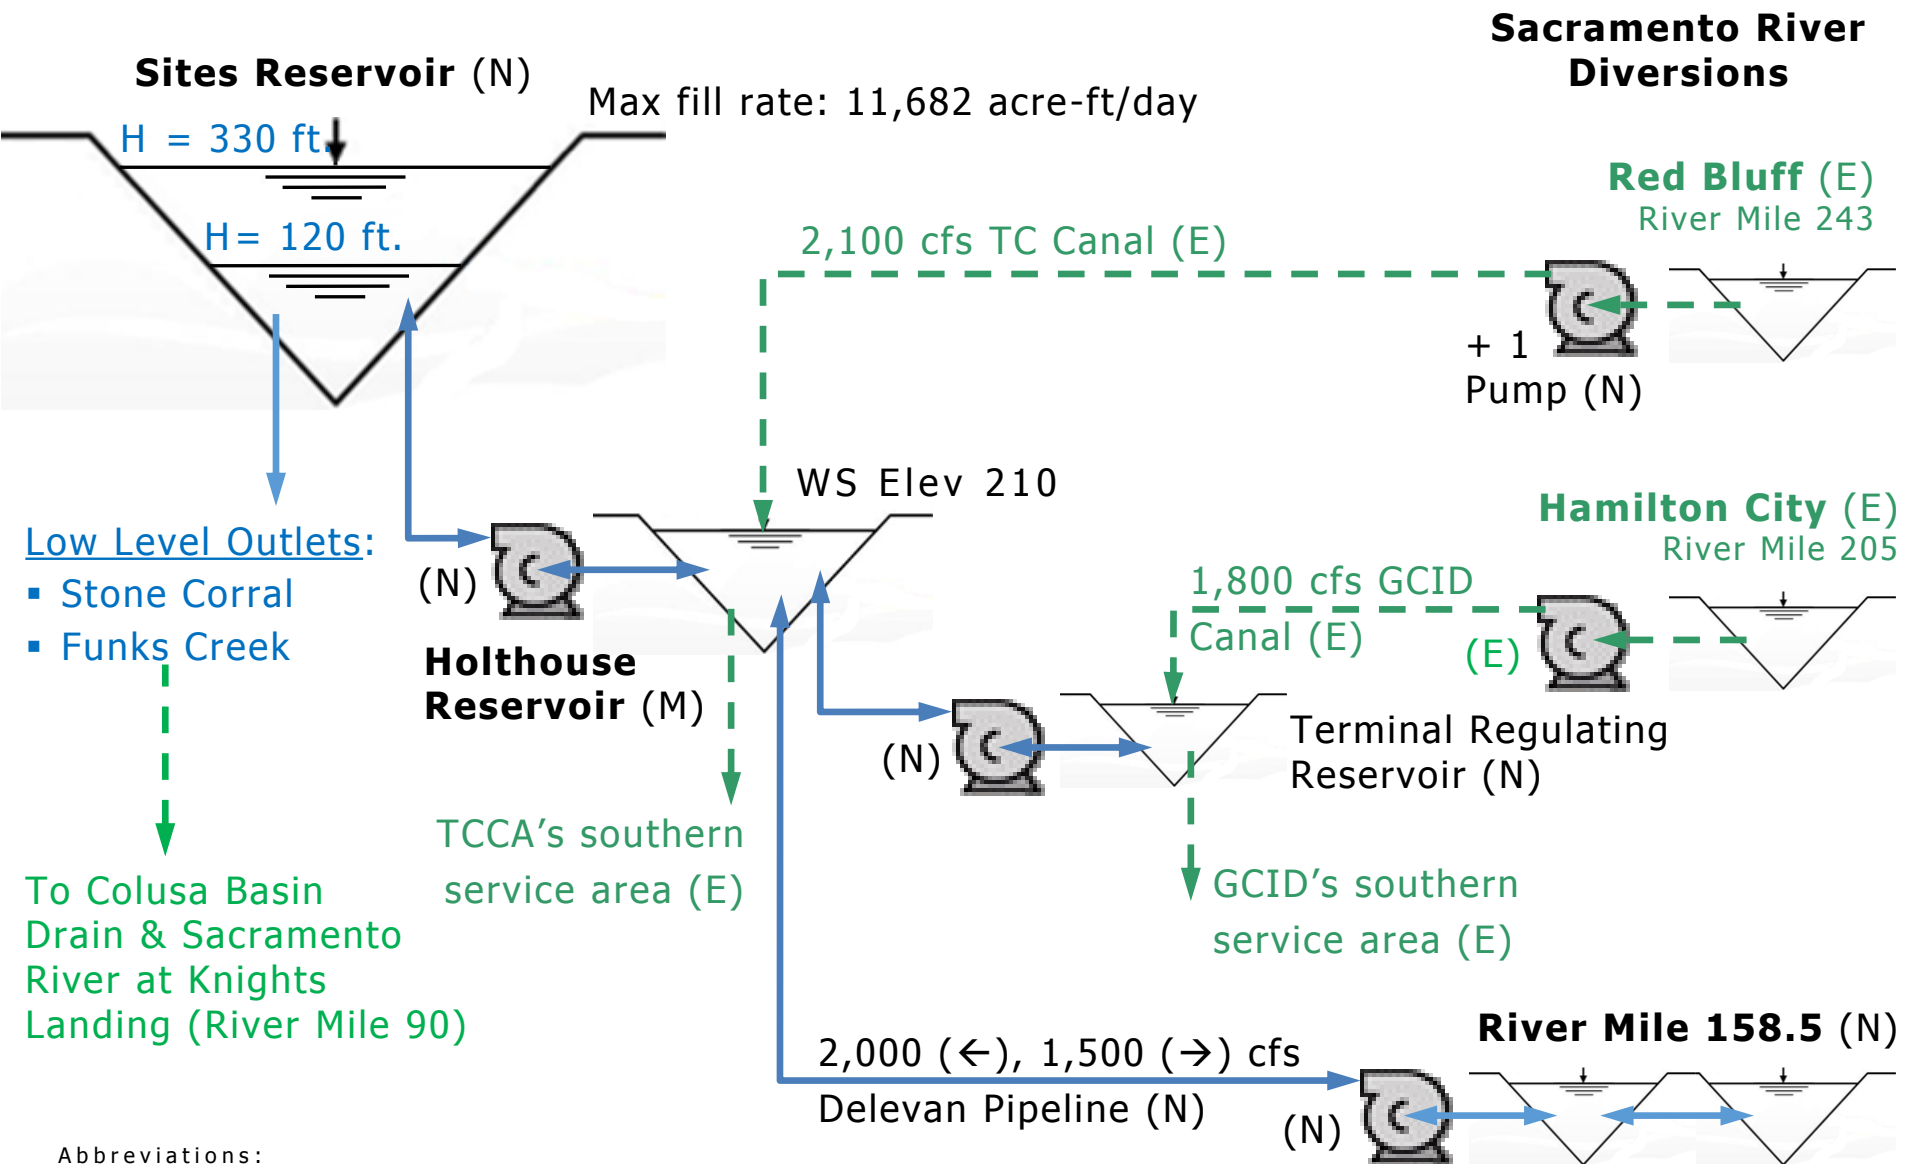 Sacramento River
Diversions
Sites Reservoir (N)
Max fill rate: 11,682 acre-ft/day
H = 330 ft.
H= 120 ft.
Red Bluff (E)
River Mile 243
2,100 cfs TC Canal (E)
+ 1
Pump (N)
WS Elev 210
Hamilton City (E)
River Mile 205
Low Level Outlets:
▪ Stone Corral
▪ Funks Creek
(N)
1,800 cfs GCID
Canal (E)
(E)
Holthouse
Reservoir (M)
(N)
Terminal Regulating
Reservoir (N)
TCCA’s southern
service area (E)
GCID’s southern
service area (E)
To Colusa Basin
Drain & Sacramento
River at Knights
Landing (River Mile 90)
River Mile 158.5 (N)
2,000 (←), 1,500 (→) cfs
Delevan Pipeline (N)
(N)
Abbreviations: